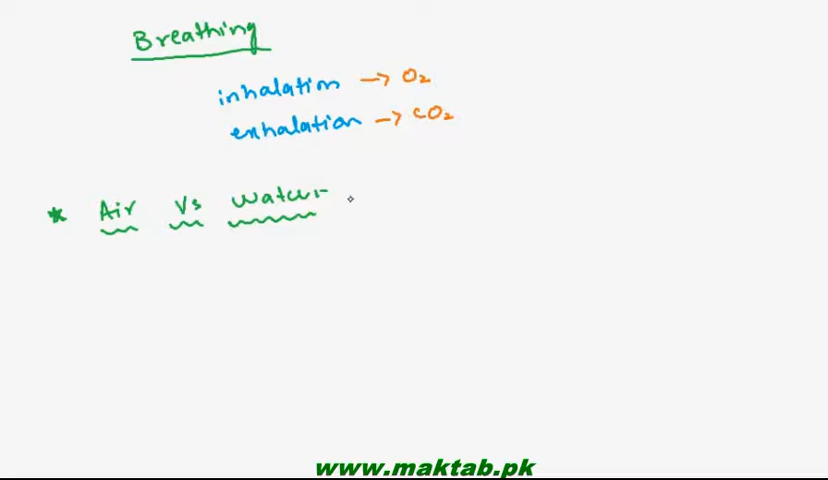 Breathing
inhalation → O₂
exhalation → CO₂
* Air Vs Water
www.maktab.pk